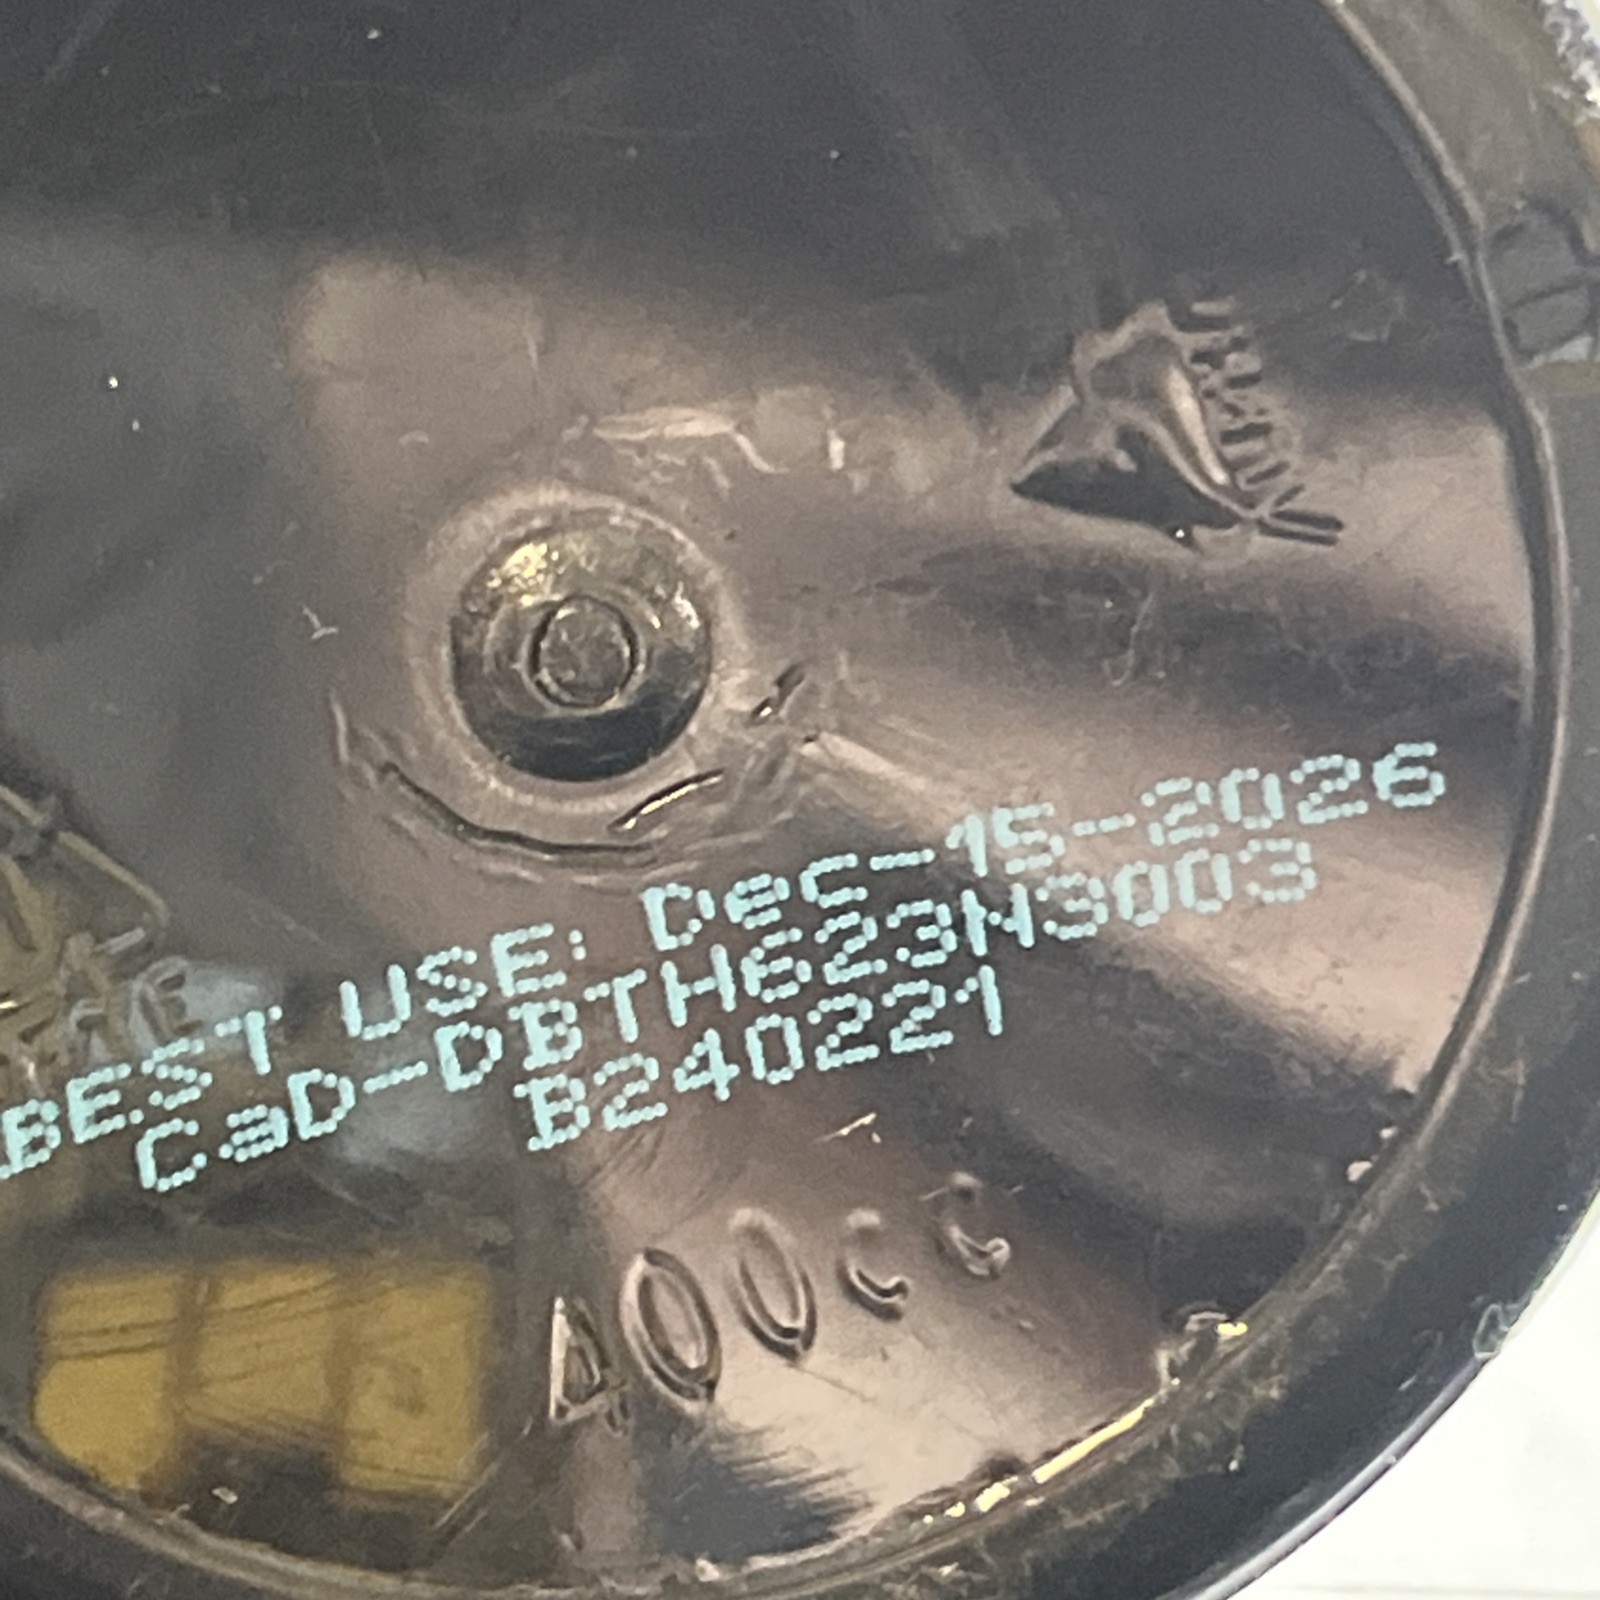 BEST USE: Dec-15-2026
CaD-DBTH623N3003
B240221
400cc